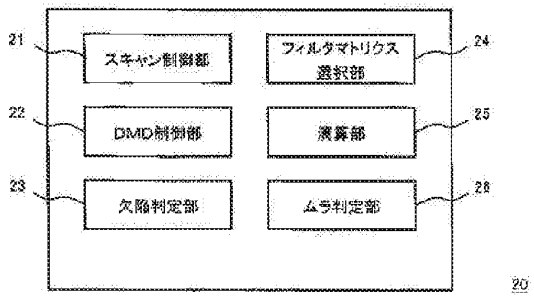 21
スキャン制御部
フィルタマトリクス
選択部
24
22
DMD制御部
演算部
25
23
欠陥判定部
ムラ判定部
26
20